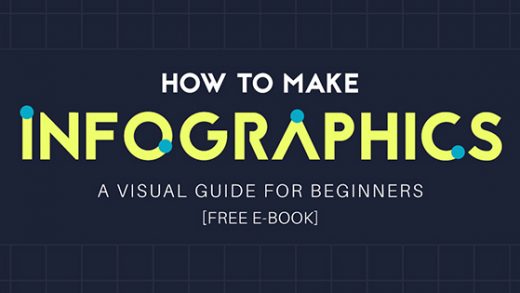 HOW TO MAKE
INFOGRAPHICS
A VISUAL GUIDE FOR BEGINNERS
[FREE E-BOOK]